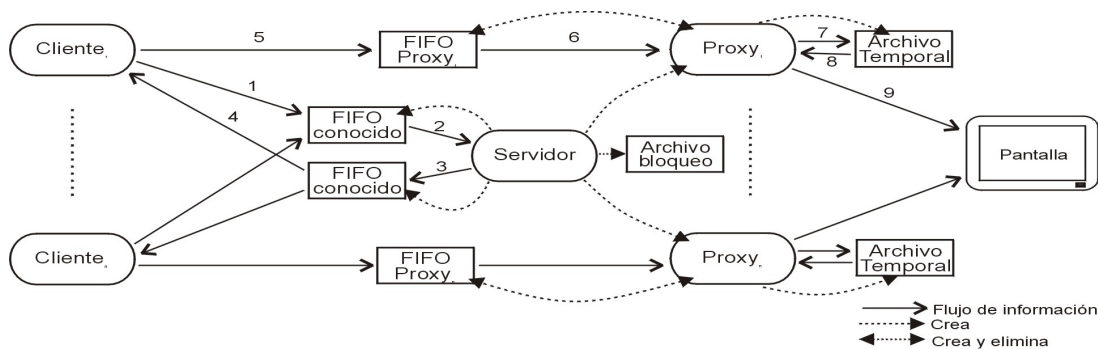 5
6
7
8
Cliente
FIFO
Proxy
Proxy
Archivo
Temporal
1
9
4
FIFO
conocido
2
Servidor
Archivo
bloqueo
Pantalla
3
FIFO
conocido
Cliente
FIFO
Proxy
Proxy
Archivo
Temporal
Flujo de información
Crea
Crea y elimina